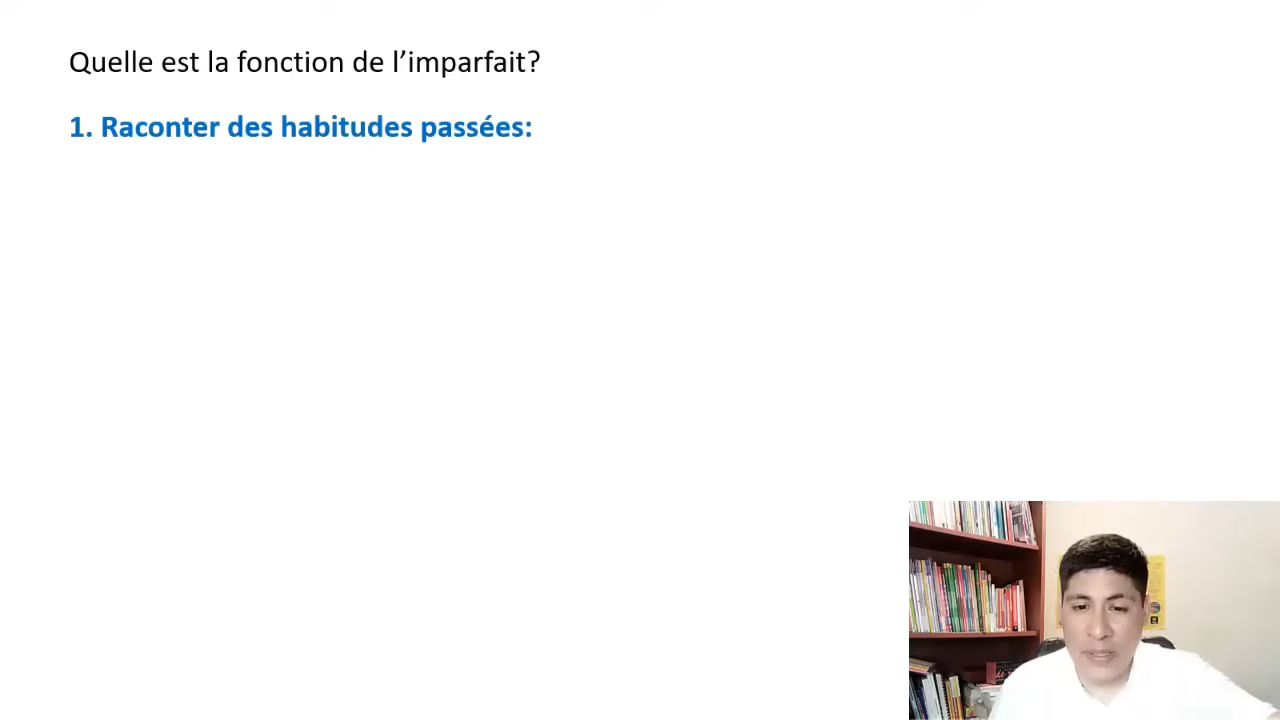 Quelle est la fonction de l’imparfait?
1. Raconter des habitudes passées: